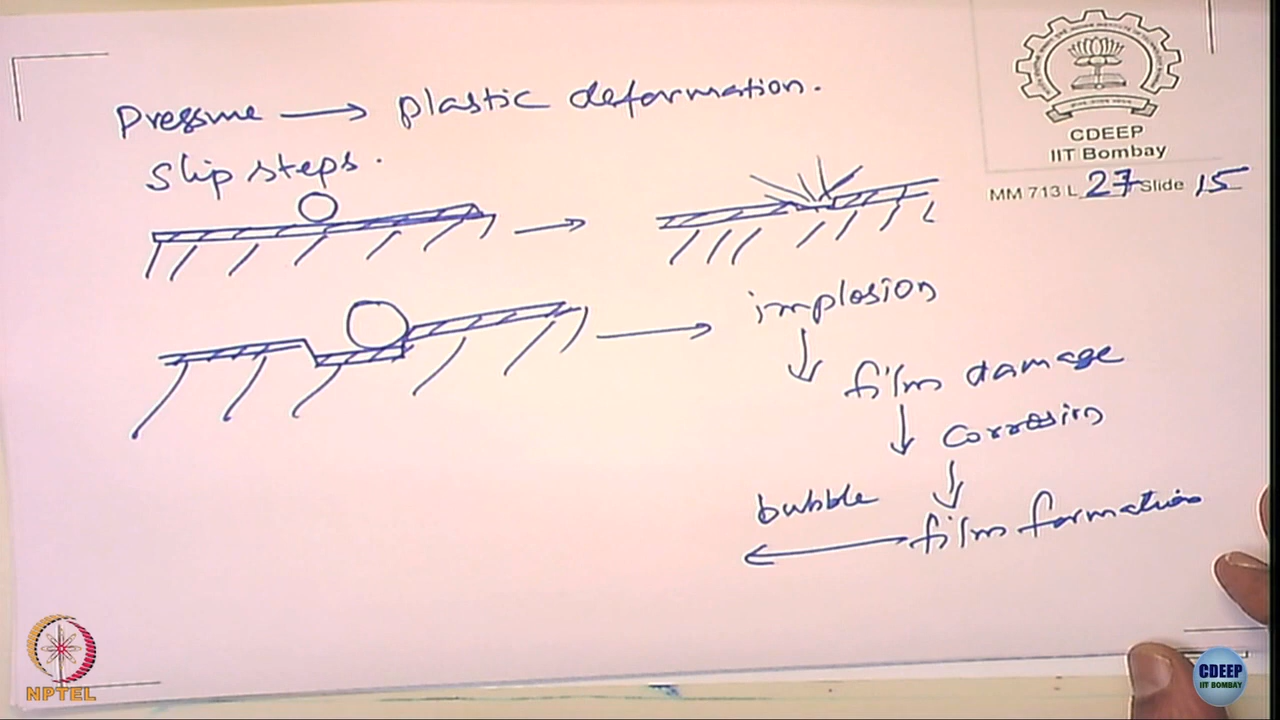 Pressure → plastic deformation.
Slip steps.
→
CDEEP
IIT Bombay
MM 713 L 27 Slide 15
→ implosion
↓ film damage
↓ Corrosion
↓
bubble
← film formation
NPTEL
CDEEP
IIT BOMBAY